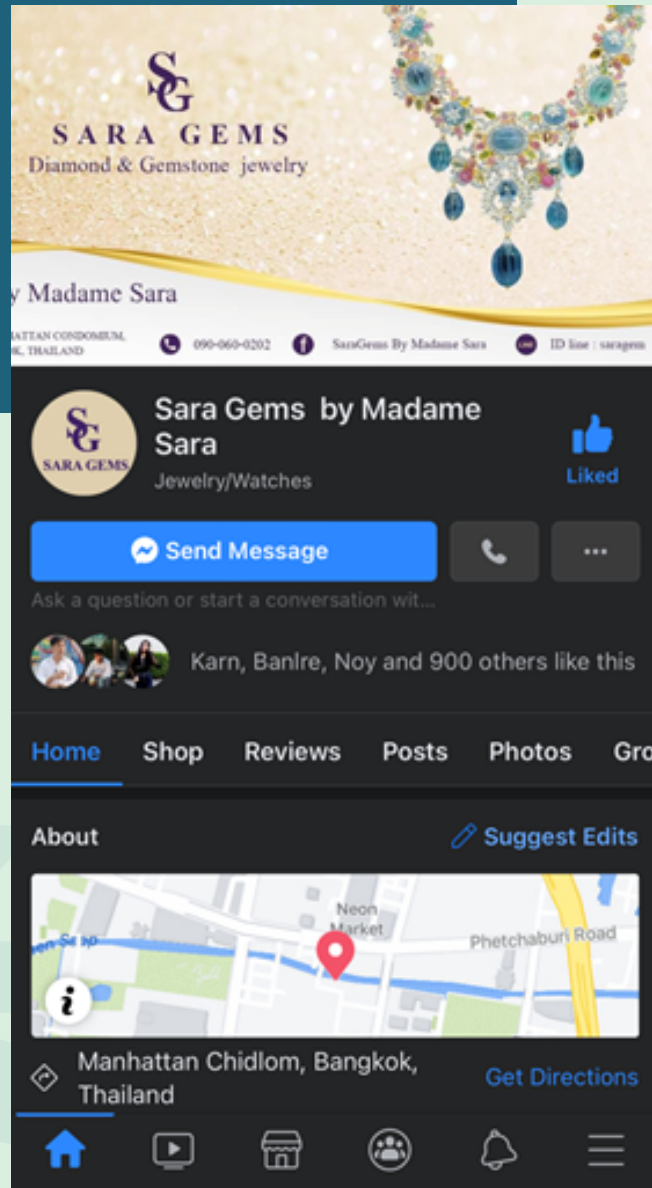 SG
SARA GEMS
Diamond & Gemstone jewelry
y Madame Sara
HATTAN CONDOMIUM,
OK, THAILAND
090-060-0202
SaraGems By Madame Sara
ID line : saragem
SG
SARA GEMS
Sara Gems by Madame
Sara
Jewelry/Watches
Liked
Send Message
Ask a question or start a conversation wit...
Karn, Banlre, Noy and 900 others like this
Home Shop Reviews Posts Photos Gro
About
Suggest Edits
Neon
Market
Phetchaburi Road
en Sa p
i
Manhattan Chidlom, Bangkok,
Thailand
Get Directions